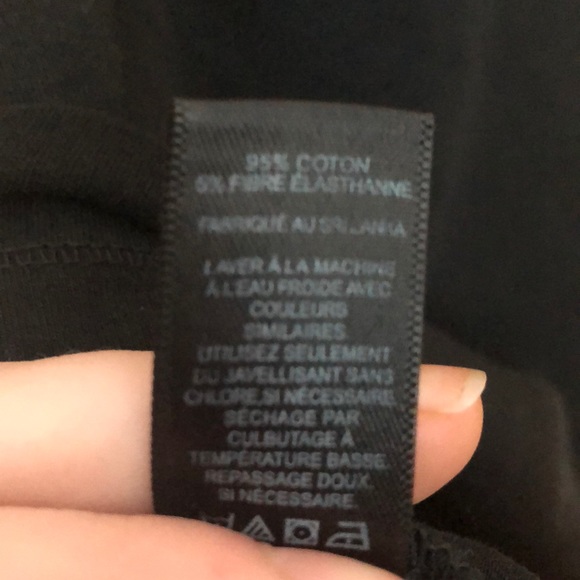 95% COTON
5% FIBRE ÉLASTHANNE
FABRIQUÉ AU SRI LANKA
LAVER À LA MACHINE
À L'EAU FROIDE AVEC
COULEURS
SIMILAIRES
UTILISEZ SEULEMENT
DU JAVELLISANT SANS
CHLORE,SI NÉCESSAIRE
SÉCHAGE PAR
CULBUTAGE À
TEMPÉRATURE BASSE.
REPASSAGE DOUX,
SI NÉCESSAIRE.